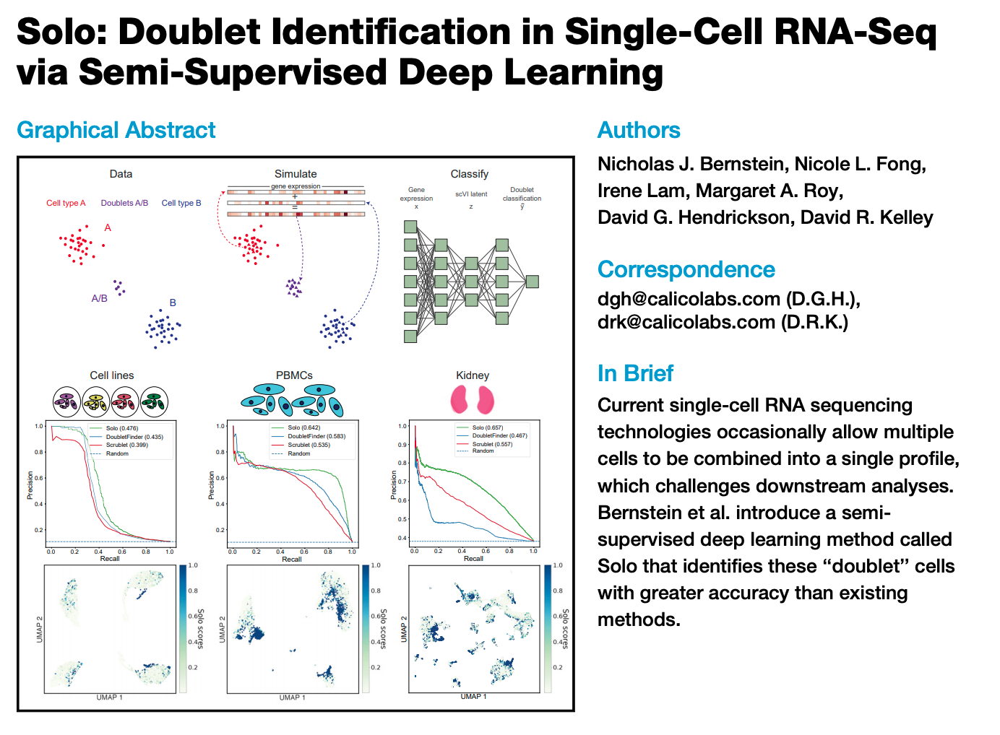 Solo: Doublet Identification in Single-Cell RNA-Seq
via Semi-Supervised Deep Learning
Graphical Abstract
Data
Simulate
Classify
Cell type A
Doublets A/B
Cell type B
A
A/B
B
gene expression
+
=
Gene
expression
x
scVI latent
z
Doublet
classification
ŷ
Cell lines
PBMCs
Kidney
Solo (0.476)
DoubletFinder (0.435)
Scrublet (0.399)
Random
1.0
0.8
0.6
0.4
0.2
Precision
0.0 0.2 0.4 0.6 0.8 1.0
Recall
Solo (0.642)
DoubletFinder (0.583)
Scrublet (0.535)
Random
1.0
0.8
0.6
0.4
0.2
Precision
0.0 0.2 0.4 0.6 0.8 1.0
Recall
Solo (0.657)
DoubletFinder (0.467)
Scrublet (0.557)
Random
1.0
0.9
0.8
0.7
0.6
0.5
0.4
Precision
0.0 0.2 0.4 0.6 0.8 1.0
Recall
UMAP 2
UMAP 1
1.0
0.8
0.6
0.4
0.2
Solo scores
UMAP 2
UMAP 1
1.0
0.8
0.6
0.4
0.2
Solo scores
UMAP 2
UMAP 1
1.0
0.8
0.6
0.4
0.2
Solo scores
Authors
Nicholas J. Bernstein, Nicole L. Fong,
Irene Lam, Margaret A. Roy,
David G. Hendrickson, David R. Kelley
Correspondence
dgh@calicolabs.com (D.G.H.),
drk@calicolabs.com (D.R.K.)
In Brief
Current single-cell RNA sequencing
technologies occasionally allow multiple
cells to be combined into a single profile,
which challenges downstream analyses.
Bernstein et al. introduce a semi-
supervised deep learning method called
Solo that identifies these “doublet” cells
with greater accuracy than existing
methods.